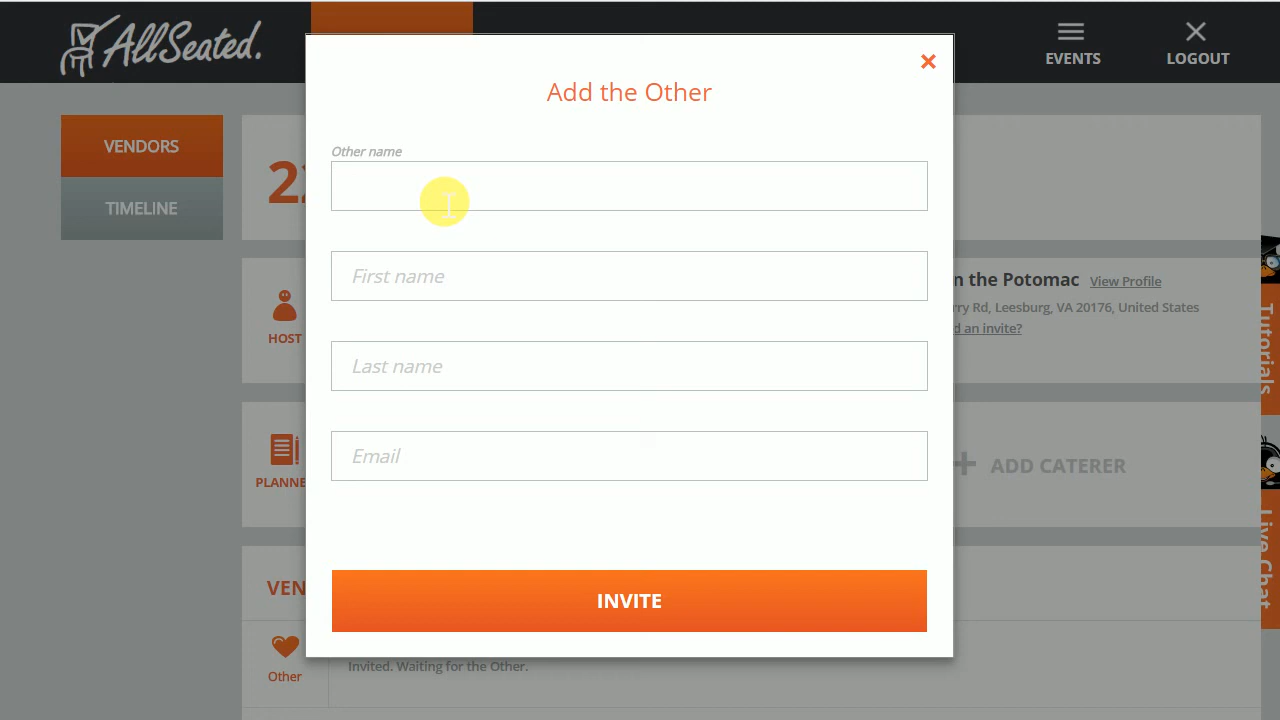 AllSeated.
EVENTS
LOGOUT
Add the Other
VENDORS
TIMELINE
Other name
First name
Last name
Email
INVITE
HOST
n the Potomac View Profile
rry Rd, Leesburg, VA 20176, United States
d an invite?
PLANNE
ADD CATERER
VEN
Other
Invited. Waiting for the Other.
Tutorials
Live Chat